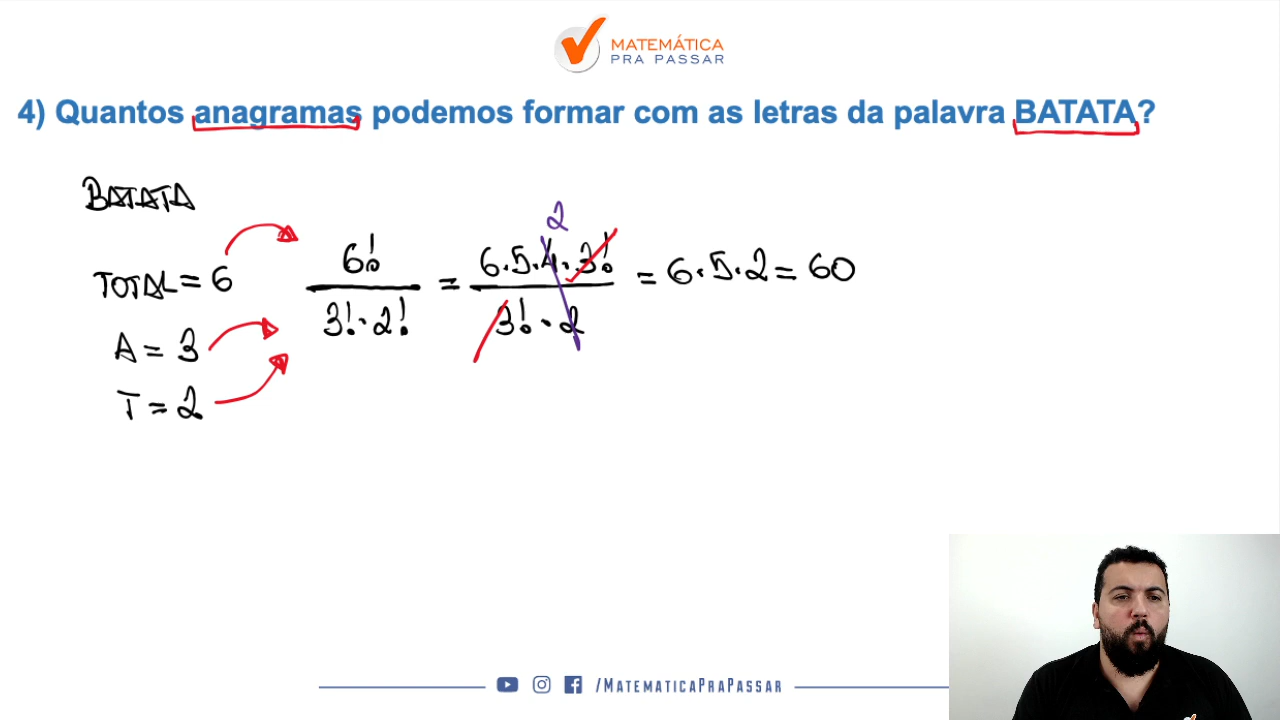 MATEMÁTICA
PRA PASSAR
4) Quantos anagramas podemos formar com as letras da palavra BATATA?
BATATA
TOTAL = 6
A = 3
T = 2
6! / 3! · 2! = 6 · 5 · 4 · 3! / 3! · 2 = 6 · 5 · 2 = 60
2
/MATEMATICAPRAPASSAR